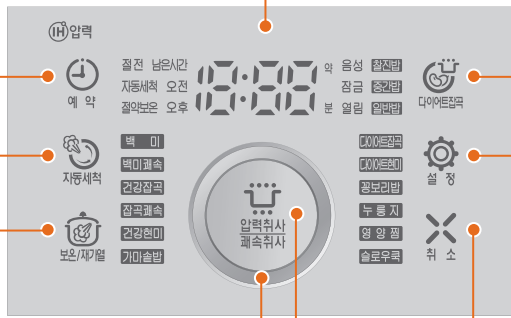 IH압력
절전 남은시간 18:88 약 음성 찰진밥
예 약
자동세척 오전 잠금 중간밥
절약보온 오후 분 열림 일반밥
다이어트잡곡
자동세척
백 미
백미쾌속
건강잡곡
잡곡쾌속
건강현미
가마솥밥
보온/재가열
압력취사
쾌속취사
다이어트잡곡
다이어트현미
꽁보리밥
누룽지
영양찜
슬로우쿡
설 정
취 소